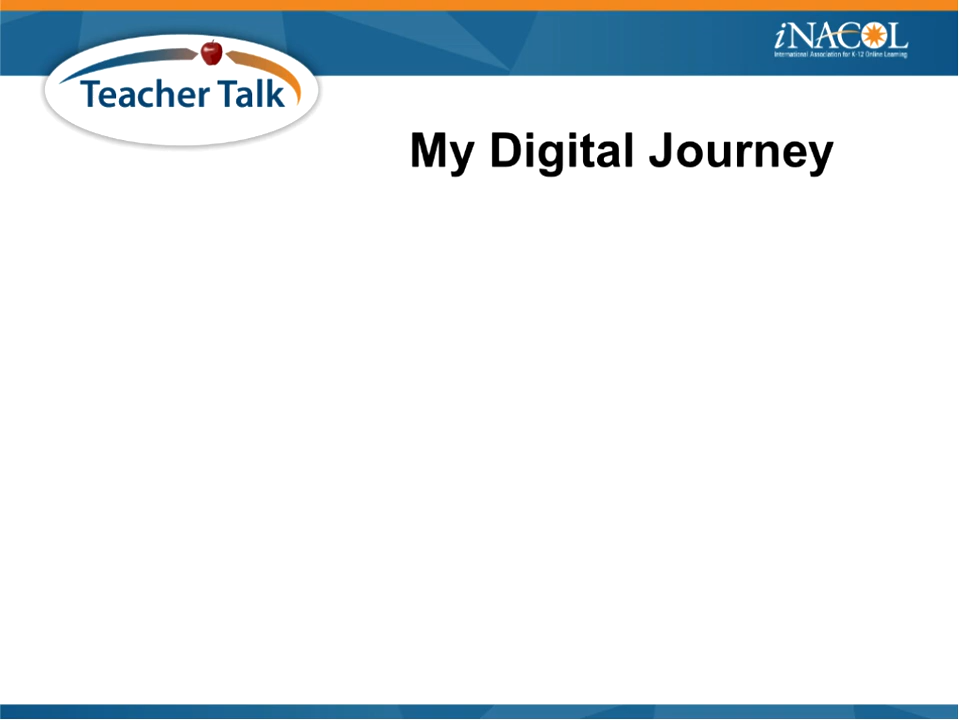 iNACOL
International Association for K-12 Online Learning
Teacher Talk
My Digital Journey